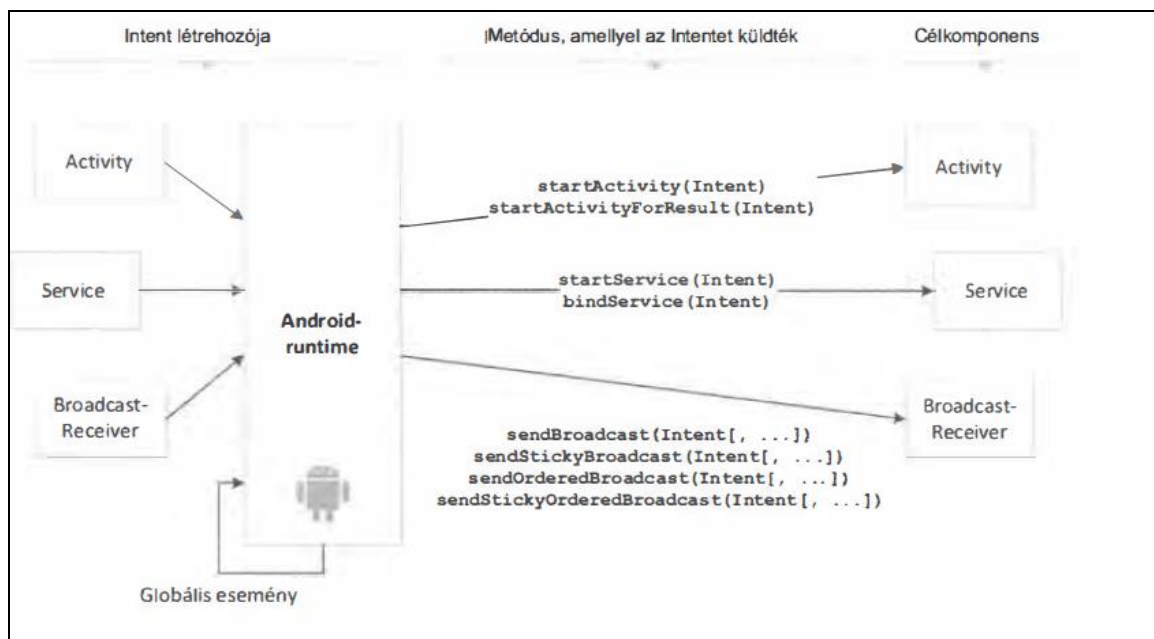 Intent létrehozója
Metódus, amellyel az Intentet küldték
Célkomponens
Activity
Service
Broadcast-
Receiver
Android-
runtime
Globális esemény
startActivity(Intent)
startActivityForResult(Intent)
startService(Intent)
bindService(Intent)
sendBroadcast(Intent[, ...])
sendStickyBroadcast(Intent[, ...])
sendOrderedBroadcast(Intent[, ...])
sendStickyOrderedBroadcast(Intent[, ...])
Activity
Service
Broadcast-
Receiver